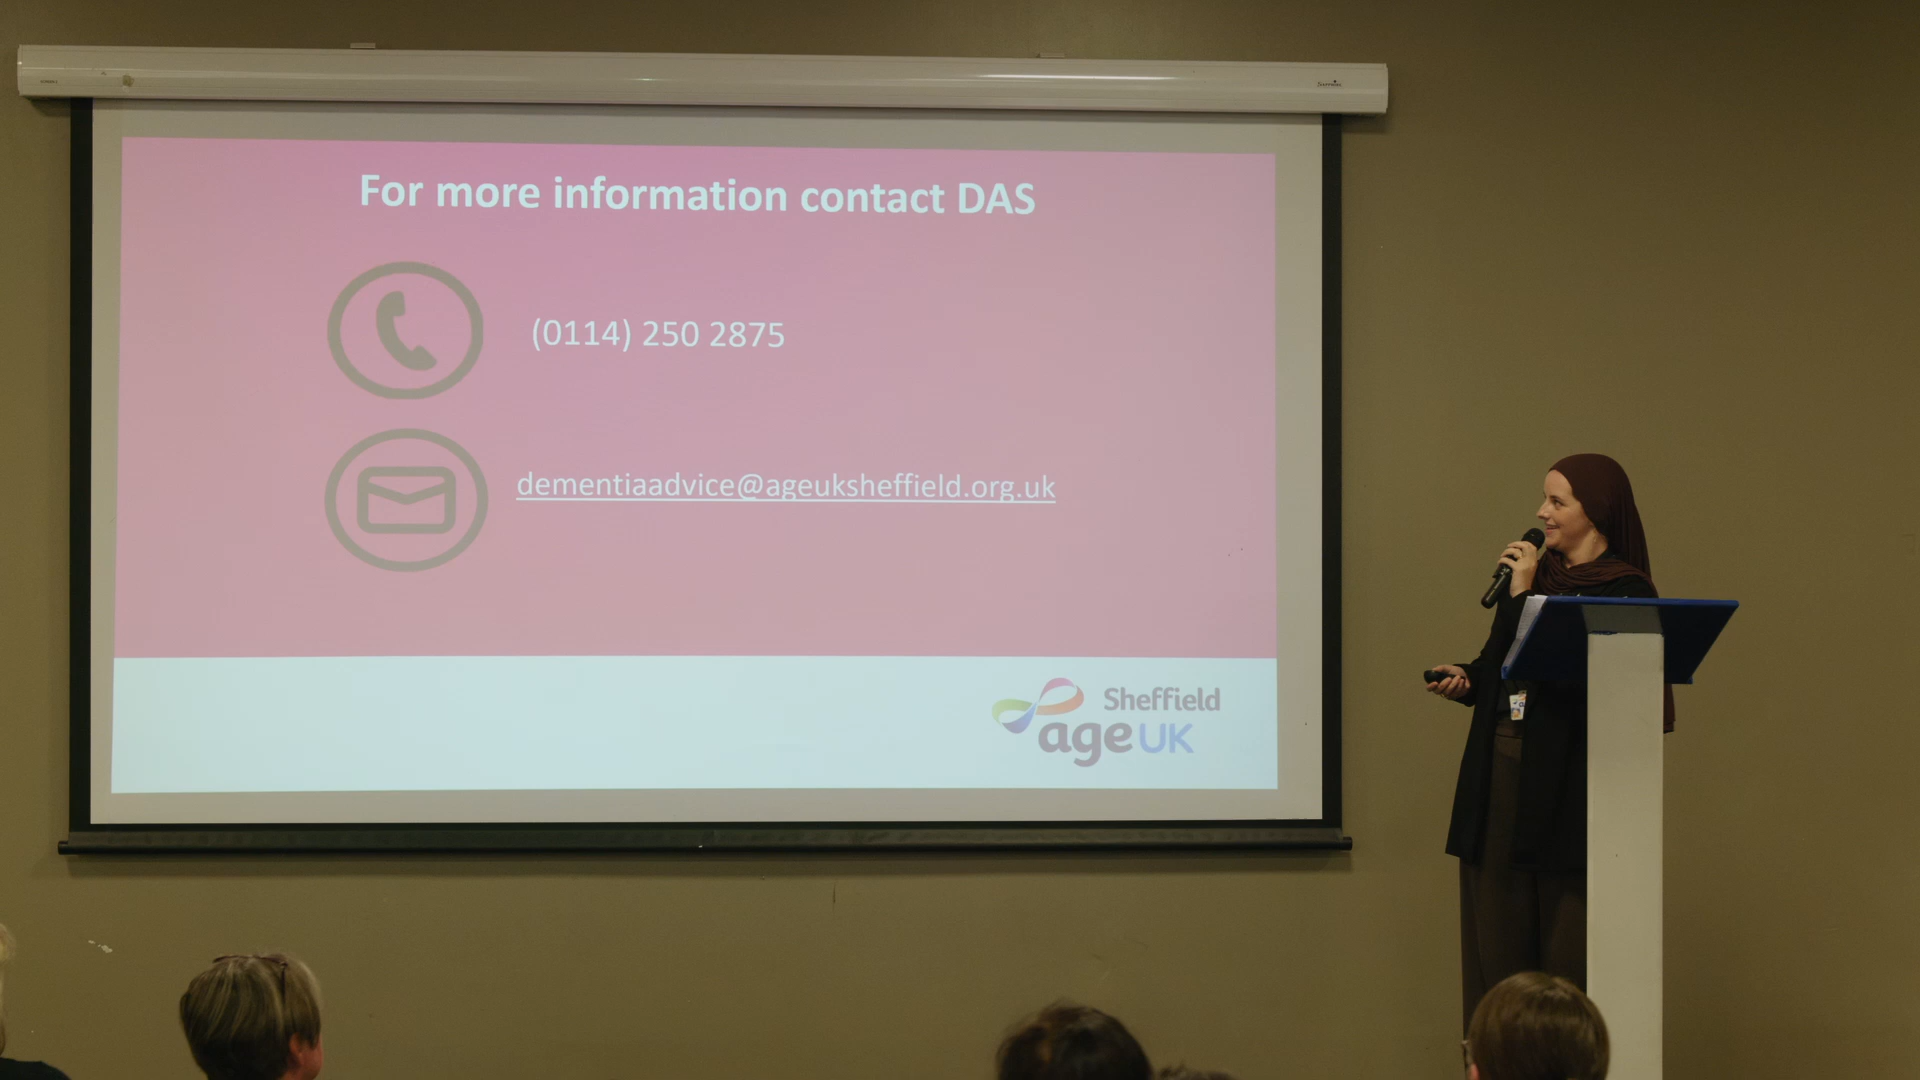 For more information contact DAS
(0114) 250 2875
dementiaadvice@ageuksheffield.org.uk
Sheffield
age UK